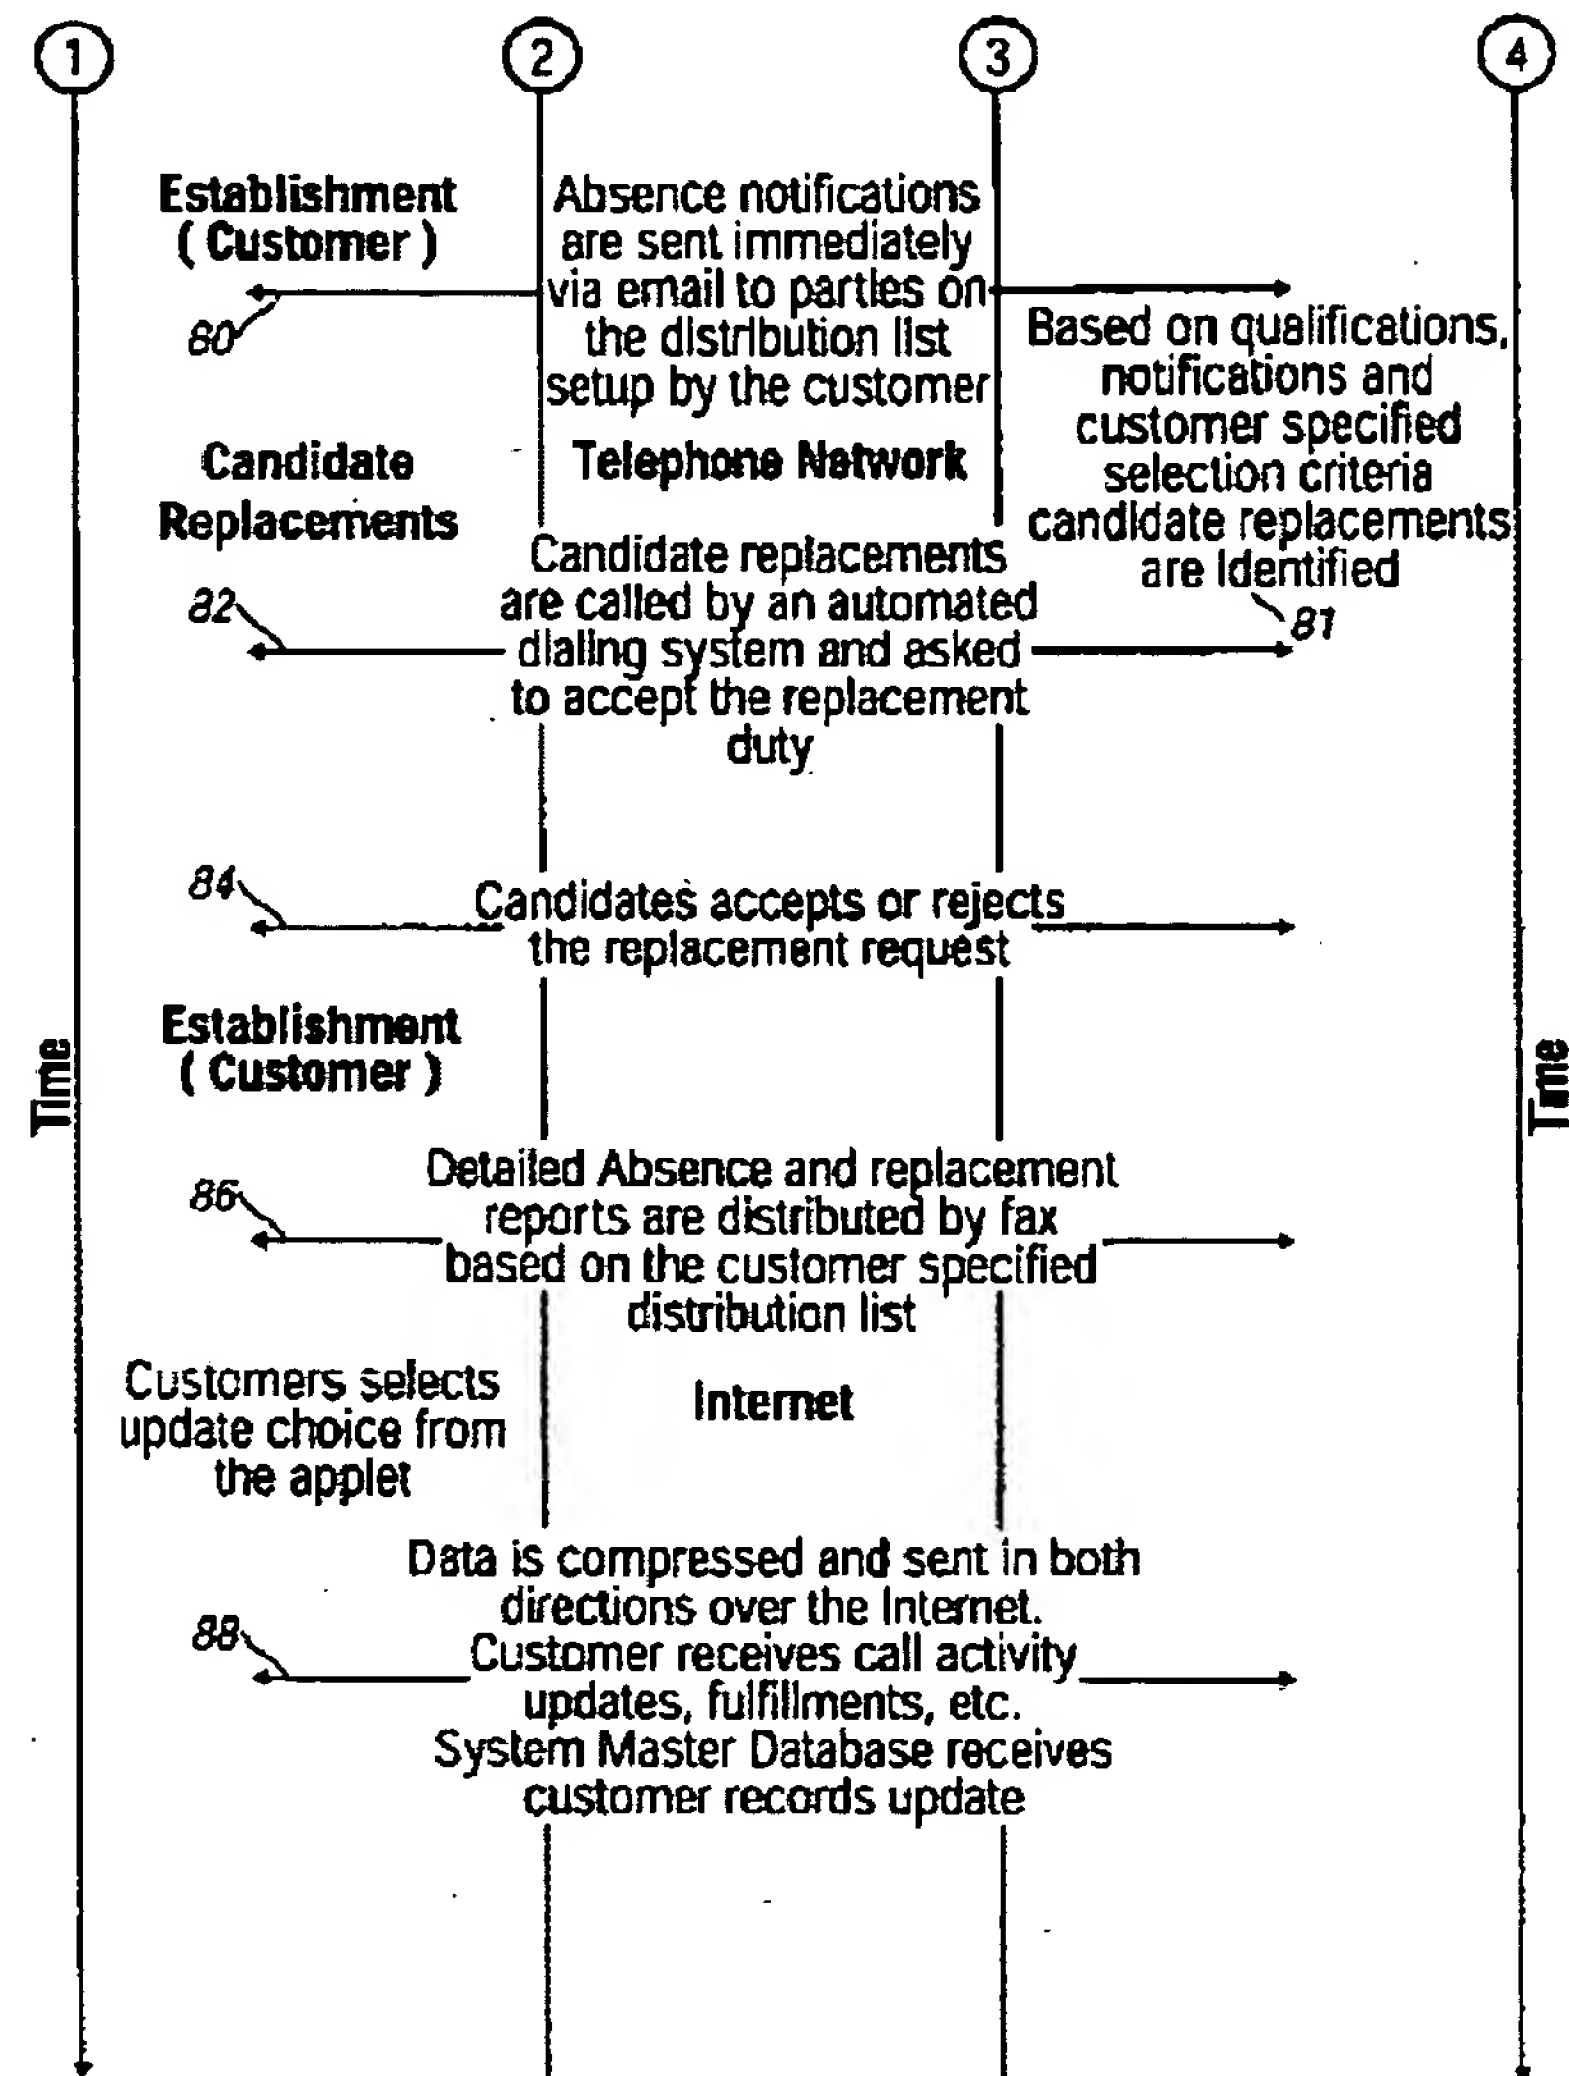 1
2
3
4
Establishment
( Customer )
80
Absence notifications
are sent immediately
via email to parties on
the distribution list
setup by the customer
Based on qualifications,
notifications and
customer specified
selection criteria
candidate replacements
are identified
81
Candidate
Replacements
Telephone Network
82
Candidate replacements
are called by an automated
dialing system and asked
to accept the replacement
duty
84
Candidates accepts or rejects
the replacement request
Establishment
( Customer )
Time
Time
86
Detailed Absence and replacement
reports are distributed by fax
based on the customer specified
distribution list
Customers selects
update choice from
the applet
Internet
88
Data is compressed and sent in both
directions over the Internet.
Customer receives call activity
updates, fulfillments, etc.
System Master Database receives
customer records update